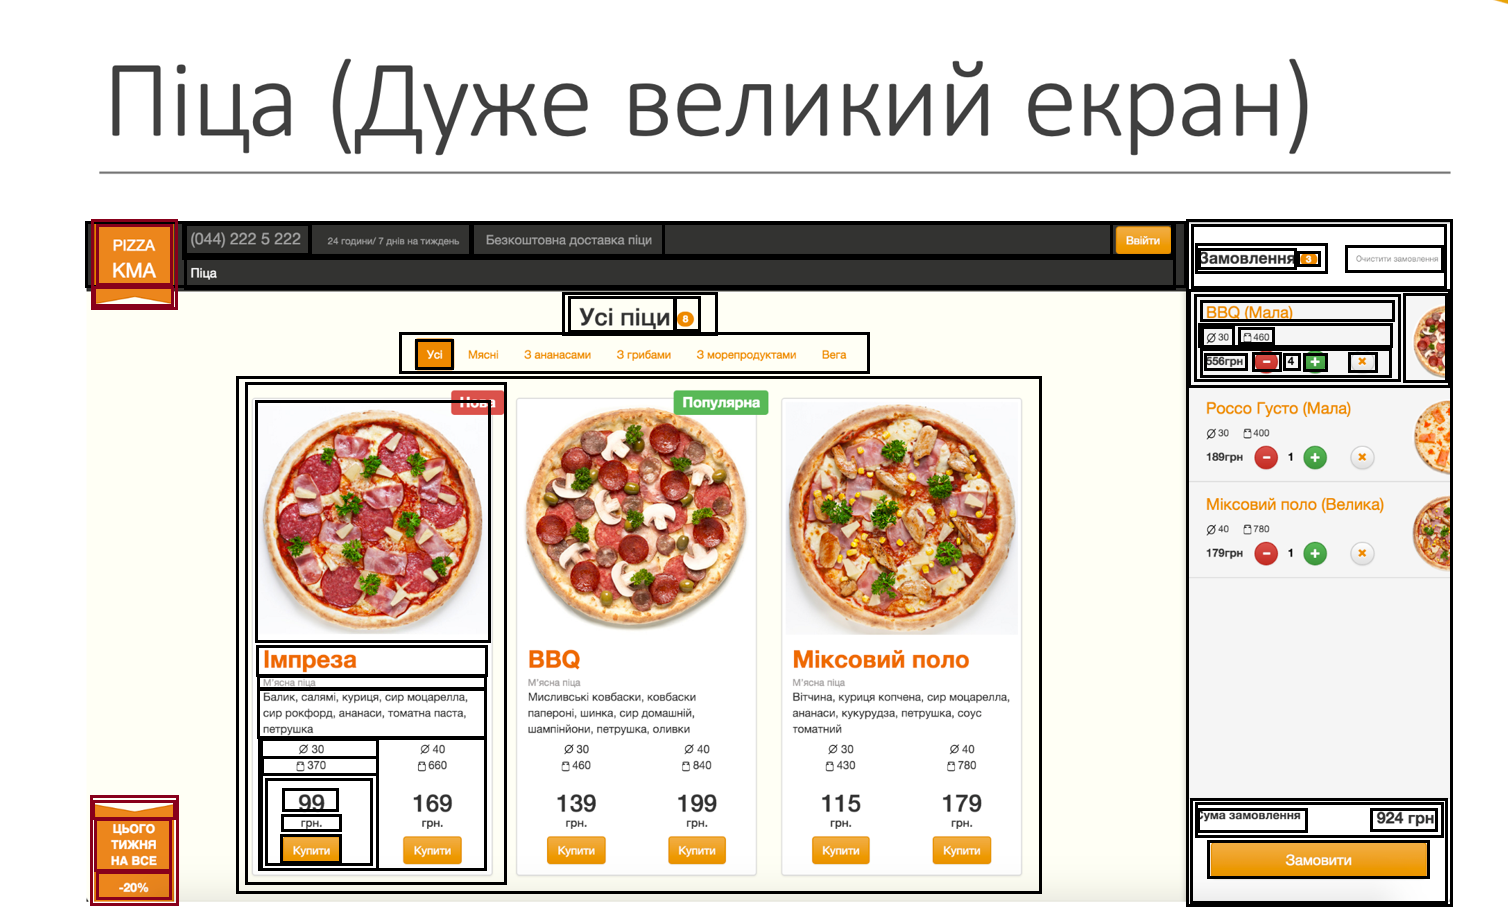 Піца (Дуже великий екран)
PIZZA
KMA
(044) 222 5 222
24 години/ 7 днів на тиждень
Безкоштовна доставка піци
Ввійти
Піца
Усі піци 8
Усі
Мясні
З ананасами
З грибами
З морепродуктами
Вега
Нова
Імпреза
М'ясна піца
Балик, салямі, куриця, сир моцарелла,
сир рокфорд, ананаси, томатна паста,
петрушка
30
40
370
660
99
169
грн.
грн.
Купити
Купити
Популярна
BBQ
М'ясна піца
Мисливські ковбаски, ковбаски
папероні, шинка, сир домашній,
шампінйони, петрушка, оливки
30
40
460
840
139
199
грн.
грн.
Купити
Купити
Міксовий поло
М'ясна піца
Вітчина, куриця копчена, сир моцарелла,
ананаси, кукурудза, петрушка, соус
томатний
30
40
430
780
115
179
грн.
грн.
Купити
Купити
ЦЬОГО
ТИЖНЯ
НА ВСЕ
-20%
Замовлення 3
Очистити замовлення
BBQ (Мала)
30 460
556грн - 4 + ×
Россо Густо (Мала)
30 400
189грн - 1 + ×
Міксовий поло (Велика)
40 780
179грн - 1 + ×
Сума замовлення
924 грн
Замовити